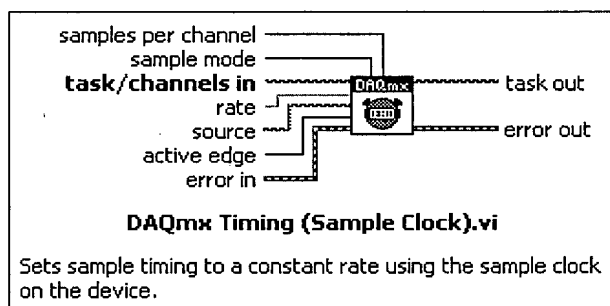 samples per channel
sample mode
task/channels in
rate
source
active edge
error in
DAQmx
task out
error out
DAQmx Timing (Sample Clock).vi
Sets sample timing to a constant rate using the sample clock
on the device.